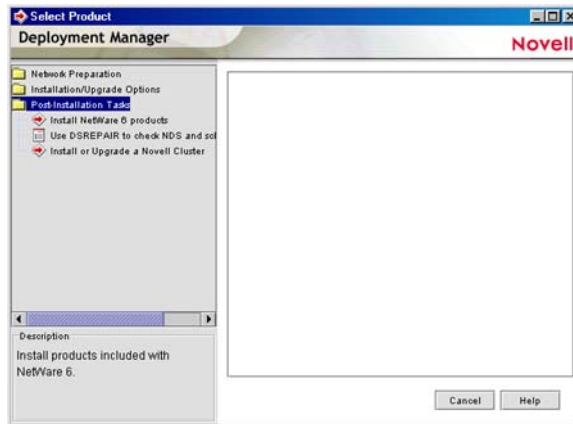 Select Product
Deployment Manager
Novell
Network Preparation
Installation/Upgrade Options
Post-Installation Tasks
Install NetWare 6 products
Use DSREPAIR to check NDS and sch
Install or Upgrade a Novell Cluster
Description
Install products included with
NetWare 6.
Cancel
Help